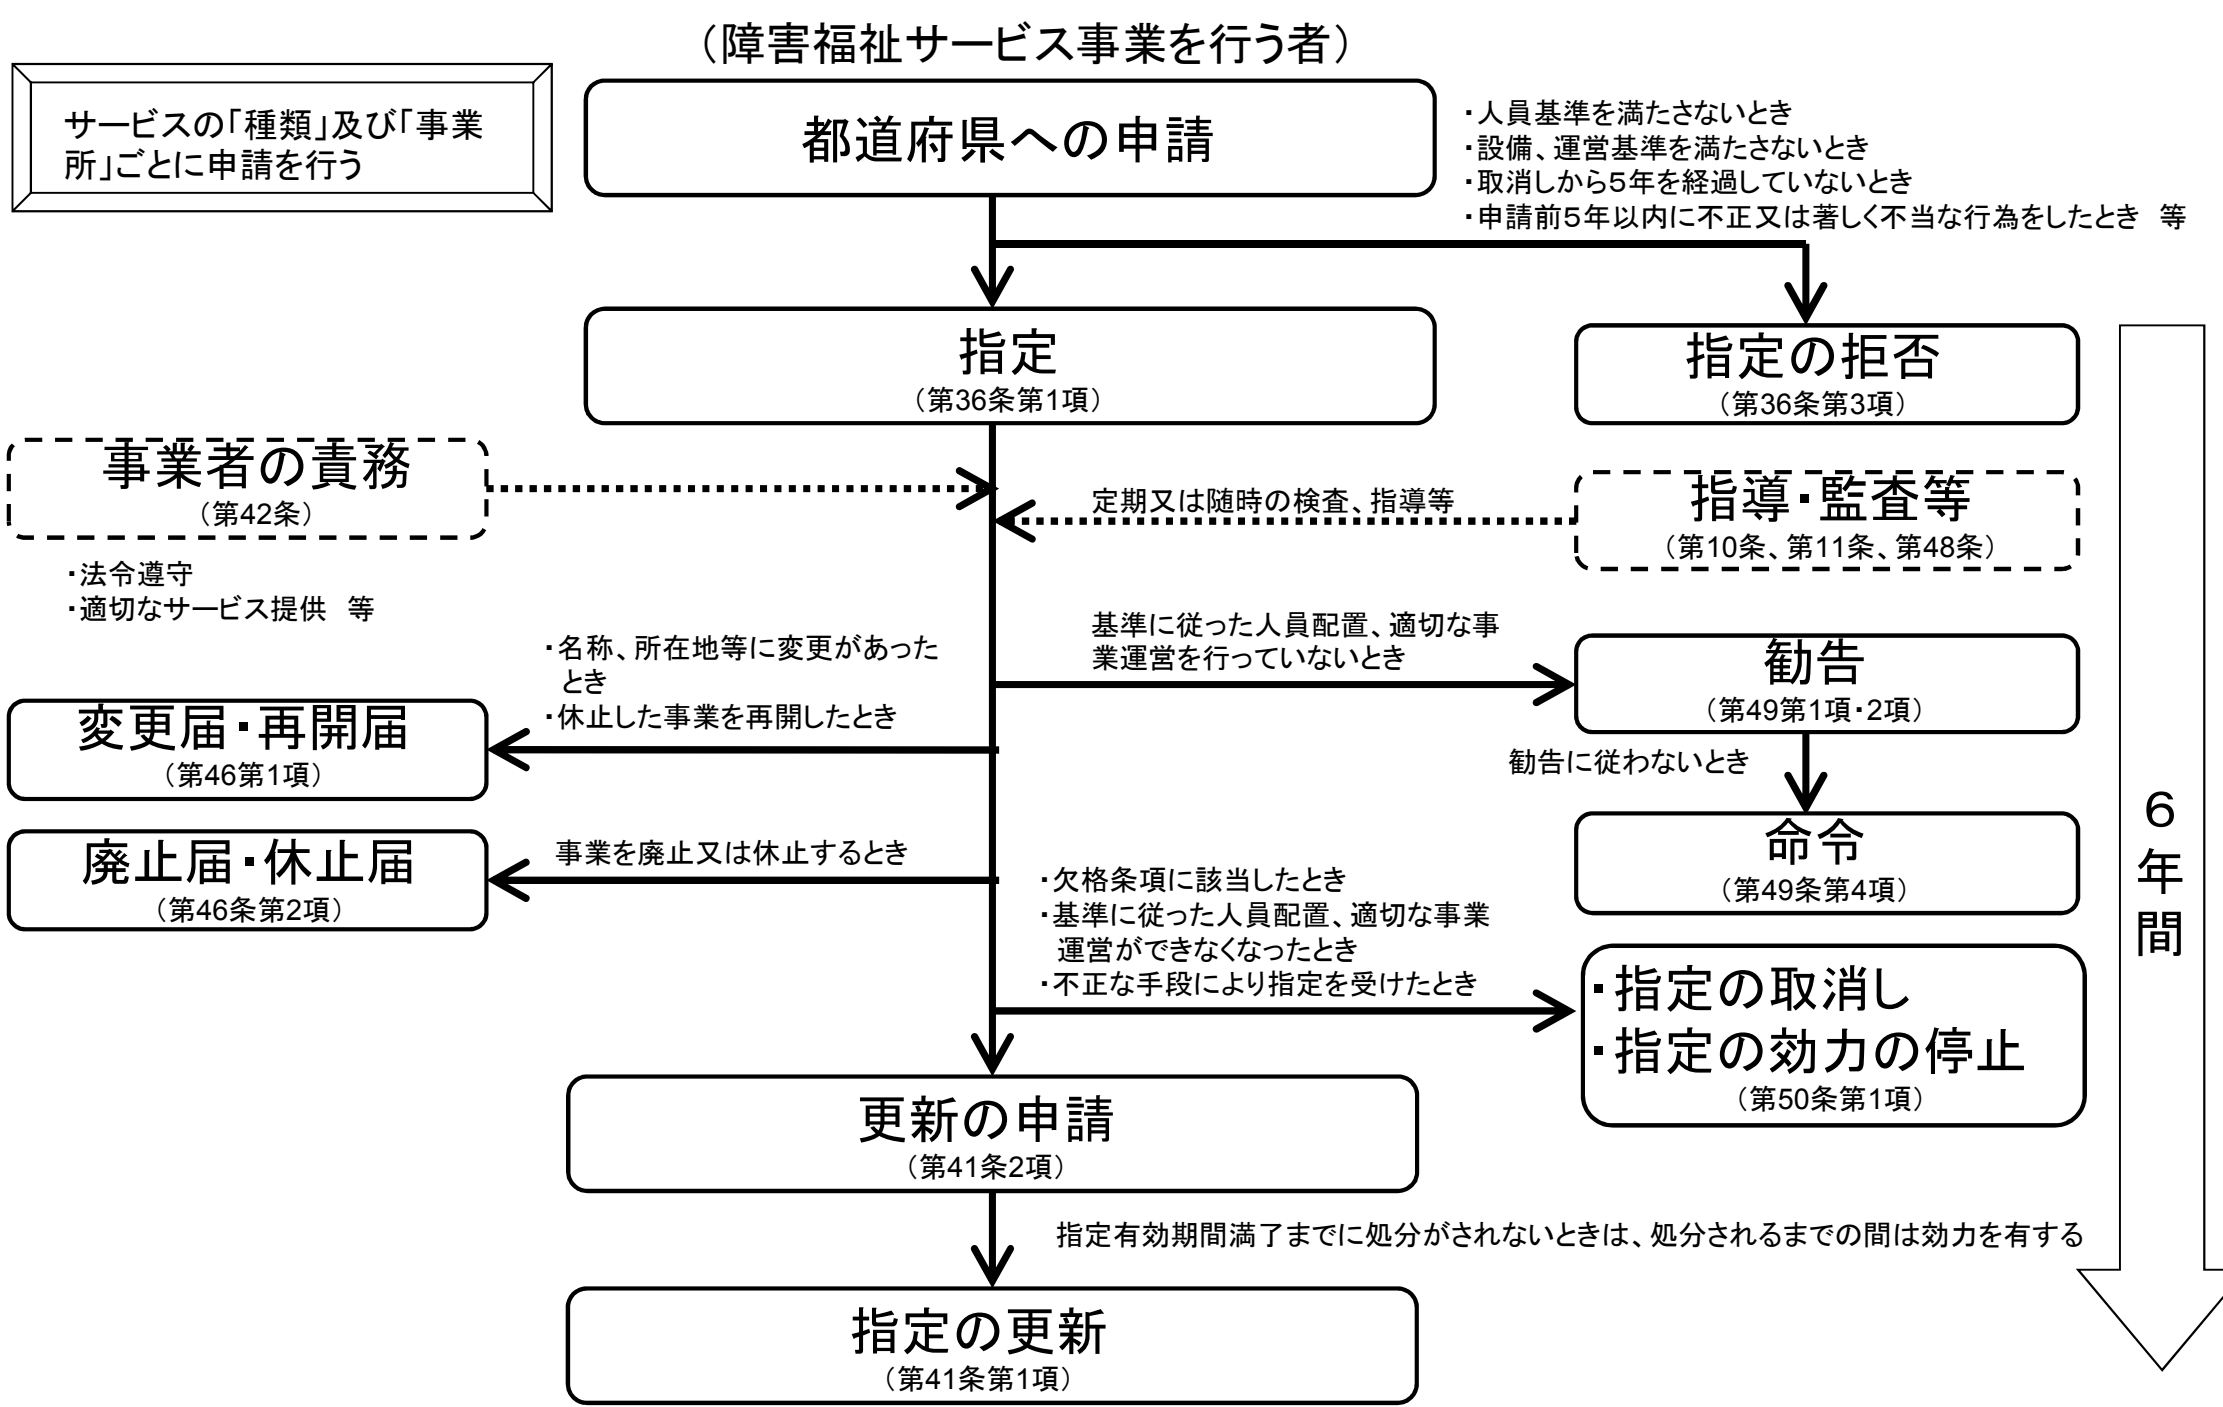 （障害福祉サービス事業を行う者）
サービスの「種類」及び「事業
所」ごとに申請を行う
都道府県への申請
・人員基準を満たさないとき
・設備、運営基準を満たさないとき
・取消しから５年を経過していないとき
・申請前５年以内に不正又は著しく不当な行為をしたとき　等
指定
（第36条第1項）
指定の拒否
（第36条第3項）
事業者の責務
（第42条）
・法令遵守
・適切なサービス提供　等
定期又は随時の検査、指導等
指導・監査等
（第10条、第11条、第48条）
・名称、所在地等に変更があった
とき
・休止した事業を再開したとき
基準に従った人員配置、適切な事
業運営を行っていないとき
勧告
（第49第1項・2項）
変更届・再開届
（第46第1項）
勧告に従わないとき
命令
（第49条第4項）
廃止届・休止届
（第46条第2項）
事業を廃止又は休止するとき
・欠格条項に該当したとき
・基準に従った人員配置、適切な事業
運営ができなくなったとき
・不正な手段により指定を受けたとき
・指定の取消し
・指定の効力の停止
（第50条第1項）
６年間
更新の申請
（第41条2項）
指定有効期間満了までに処分がされないときは、処分されるまでの間は効力を有する
指定の更新
（第41条第1項）